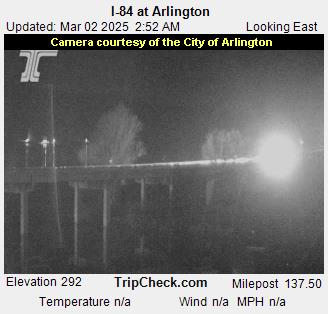 I-84 at Arlington
Updated: Mar 02 2025 2:52 AM Looking East
Camera courtesy of the City of Arlington
Elevation 292 TripCheck.com Milepost 137.50
Temperature n/a Wind n/a MPH n/a